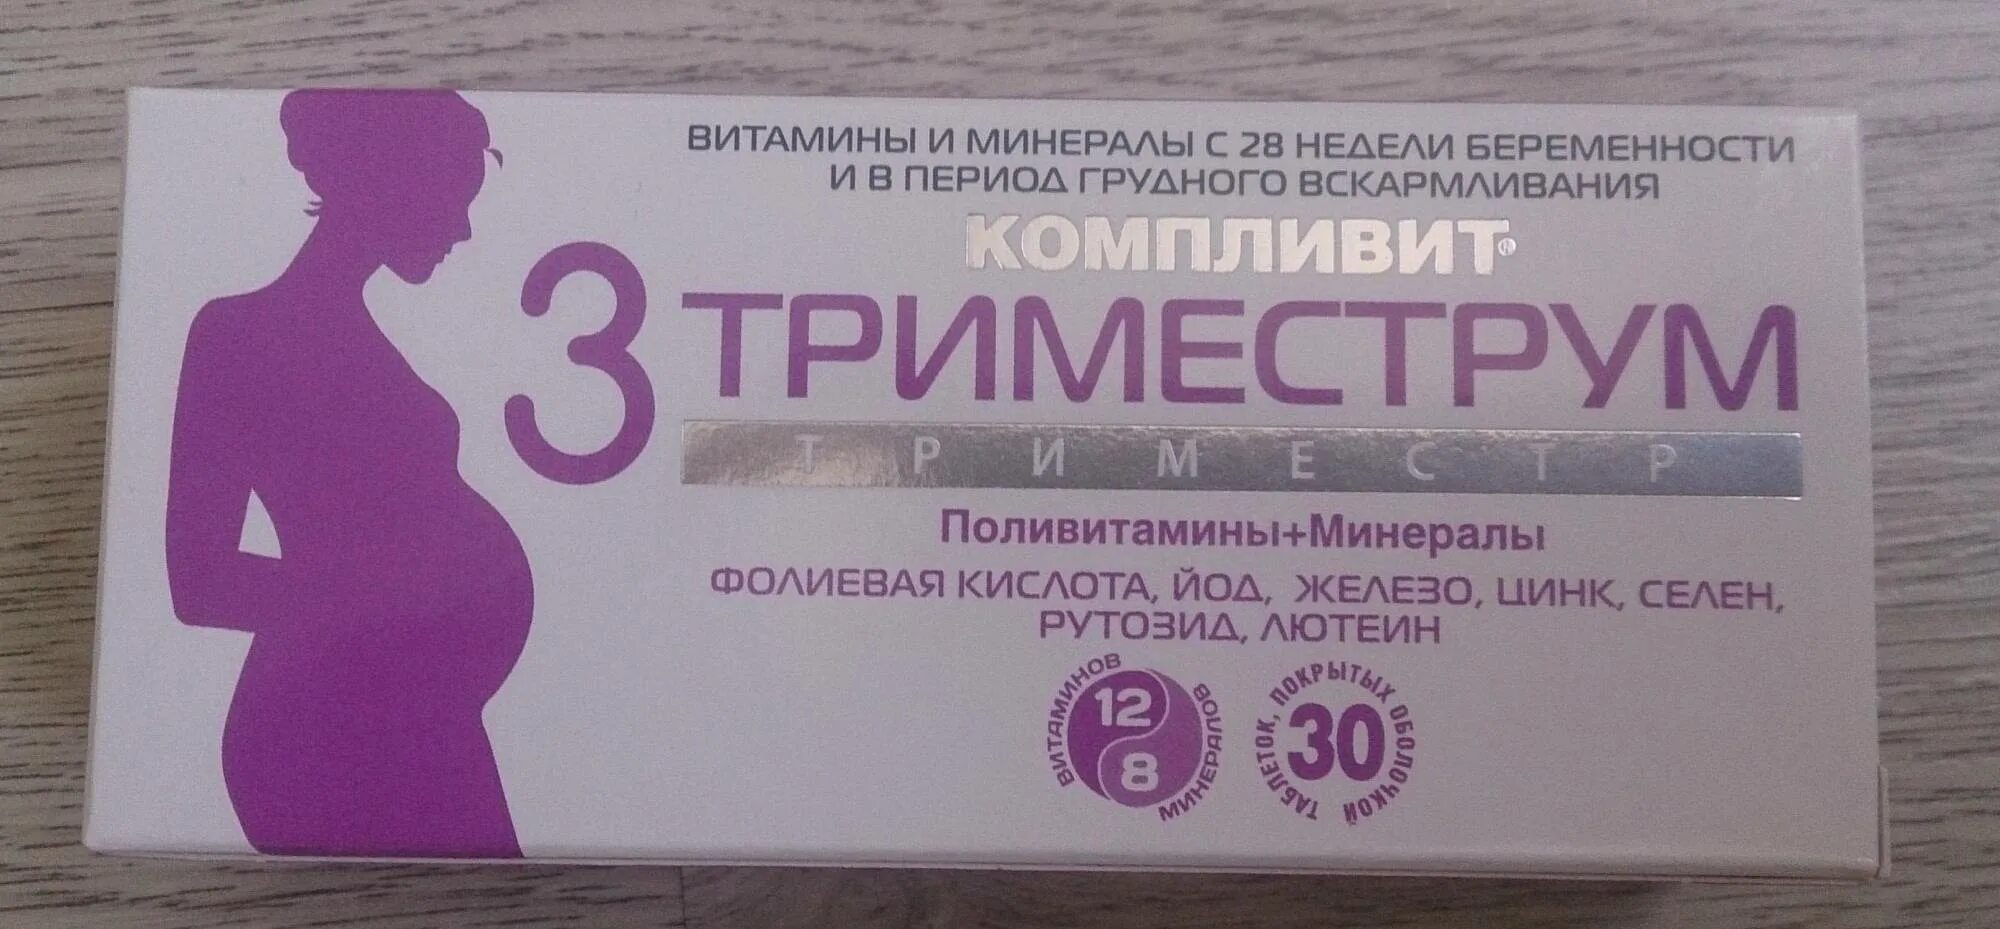 ВИТАМИНЫ И МИНЕРАЛЫ С 28 НЕДЕЛИ БЕРЕМЕННОСТИ
И В ПЕРИОД ГРУДНОГО ВСКАРМЛИВАНИЯ
КОМПЛИВИТ®
3 ТРИМЕСТРУМ
ТРИМЕСТР
Поливитамины+Минералы
ФОЛИЕВАЯ КИСЛОТА, ЙОД, ЖЕЛЕЗО, ЦИНК, СЕЛЕН,
РУТОЗИД, ЛЮТЕИН
12 ВИТАМИНОВ
8 МИНЕРАЛОВ
30 ТАБЛЕТОК, ПОКРЫТЫХ ОБОЛОЧКОЙ